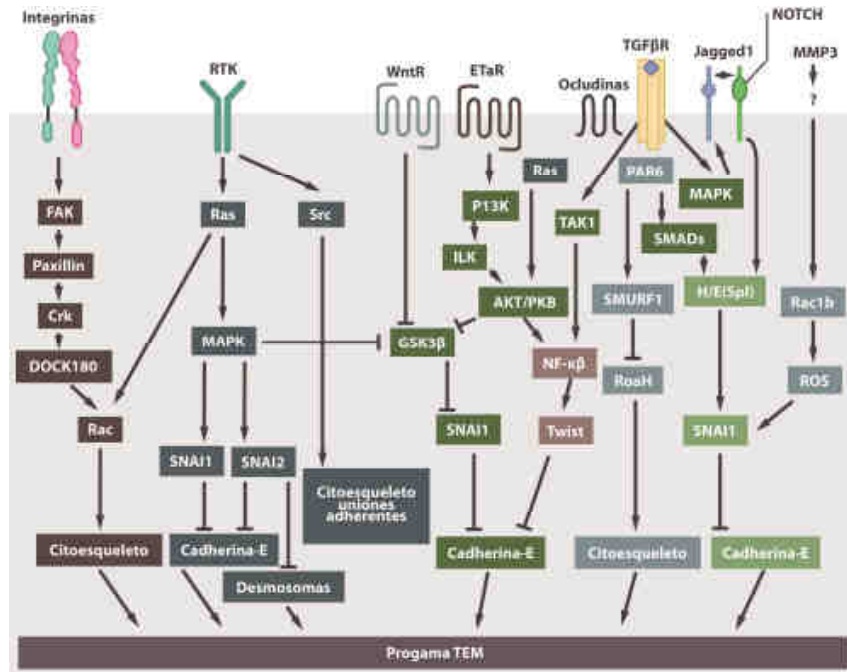 NOTCH
Integrinas
TGFβR
Jagged1
MMP3
RTK
WntR
ETaR
Ocludinas
?
Ras
PAR6
MAPK
FAK
Ras
Src
P13K
TAK1
SMADs
Paxillin
ILK
Crk
AKT/PKB
SMURF1
H/E(Spl)
Rac1b
MAPK
GSK3β
NF-κβ
DOCK180
RoaH
ROS
Rac
SNAI1
Twist
SNAI1
SNAI1
SNAI2
Citoesqueleto
uniones
adherentes
Citoesqueleto
Cadherina-E
Cadherina-E
Citoesqueleto
Cadherina-E
Desmosomas
Progama TEM